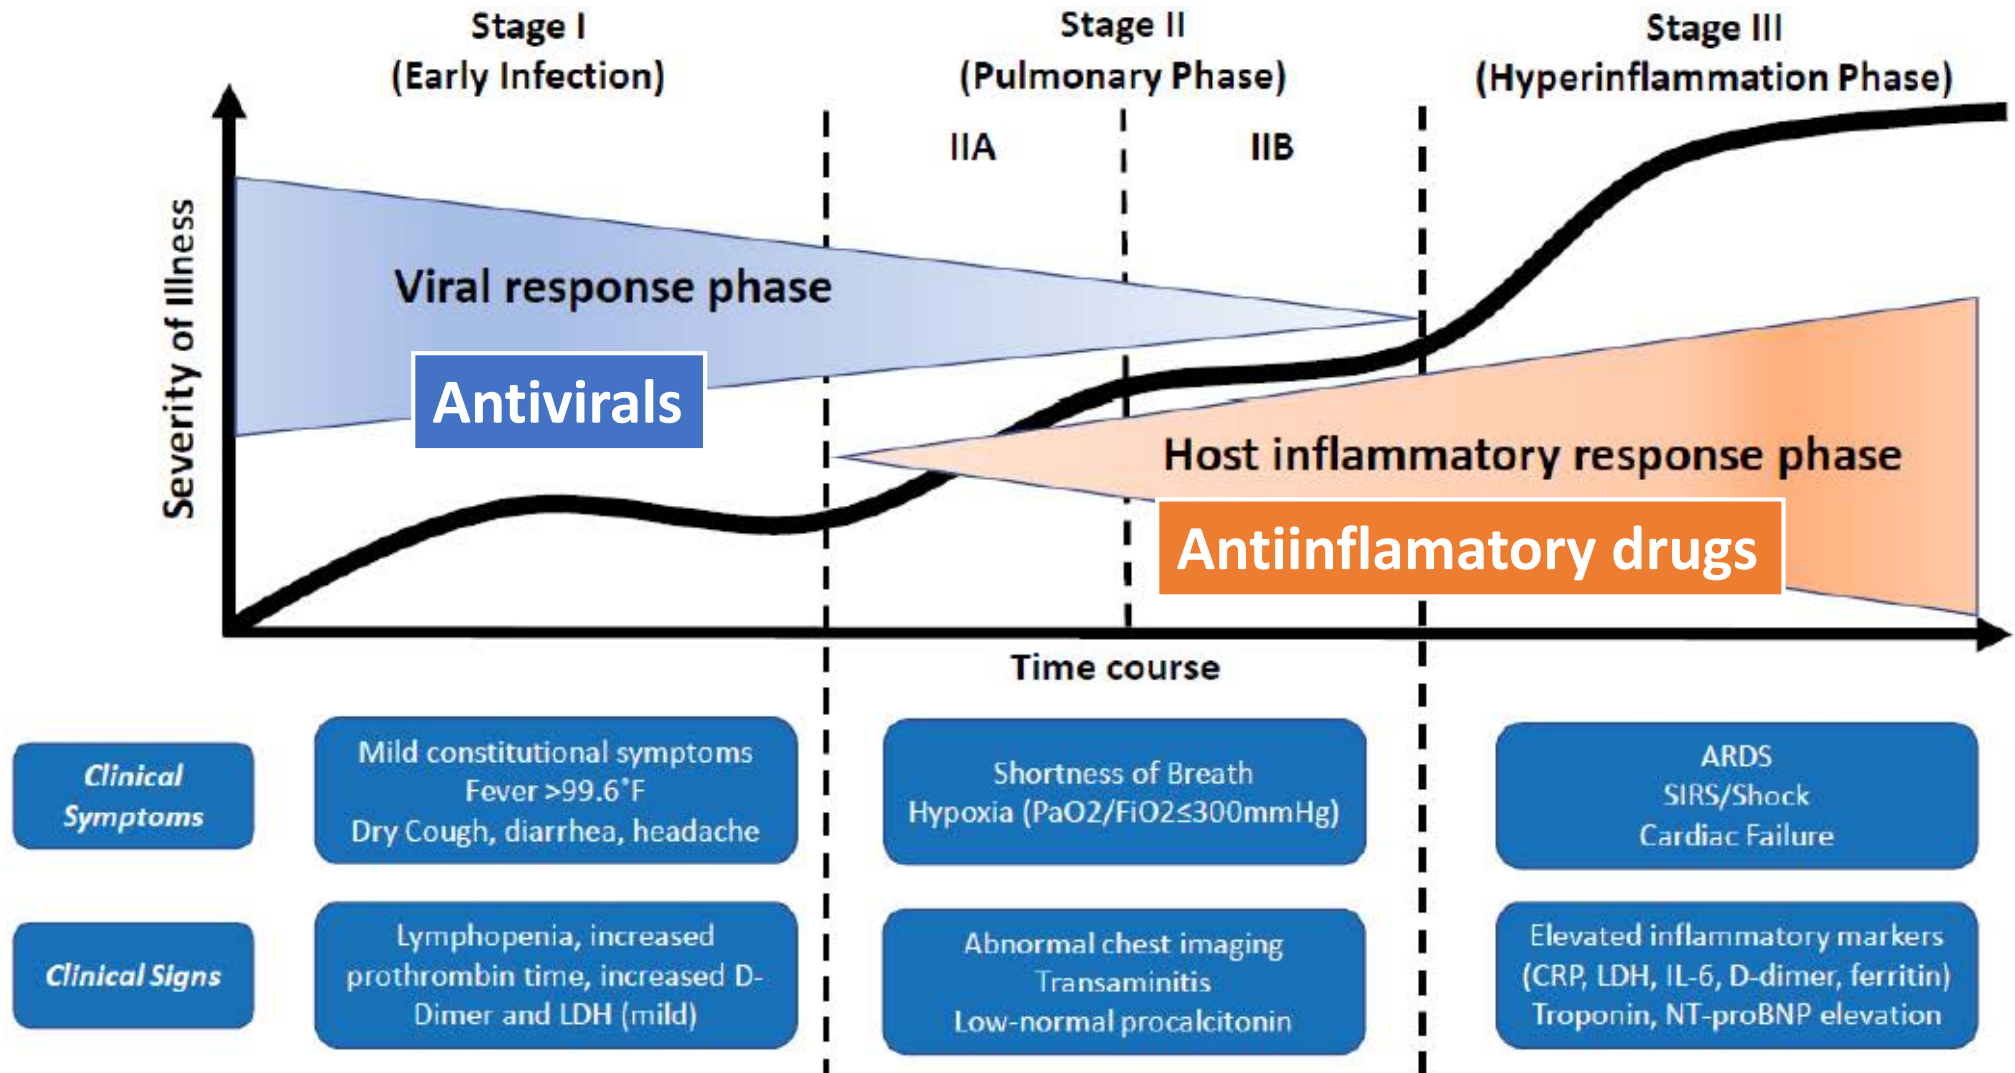 Stage I
(Early Infection)
Stage II
(Pulmonary Phase)
Stage III
(Hyperinflammation Phase)
IIA
IIB
Severity of Illness
Viral response phase
Antivirals
Host inflammatory response phase
Antiinflamatory drugs
Time course
Clinical
Symptoms
Mild constitutional symptoms
Fever >99.6°F
Dry Cough, diarrhea, headache
Shortness of Breath
Hypoxia (PaO2/FiO2≤300mmHg)
ARDS
SIRS/Shock
Cardiac Failure
Clinical Signs
Lymphopenia, increased
prothrombin time, increased D-
Dimer and LDH (mild)
Abnormal chest imaging
Transaminitis
Low-normal procalcitonin
Elevated inflammatory markers
(CRP, LDH, IL-6, D-dimer, ferritin)
Troponin, NT-proBNP elevation